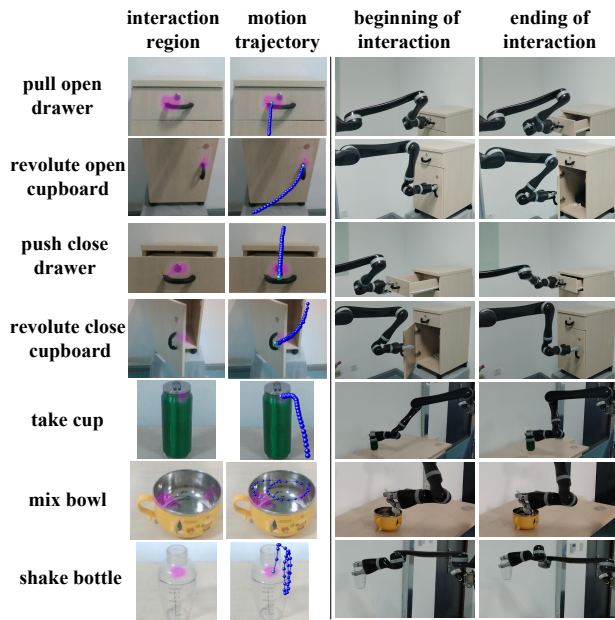 interaction region
motion trajectory
beginning of interaction
ending of interaction
pull open drawer
revolute open cupboard
push close drawer
revolute close cupboard
take cup
mix bowl
shake bottle